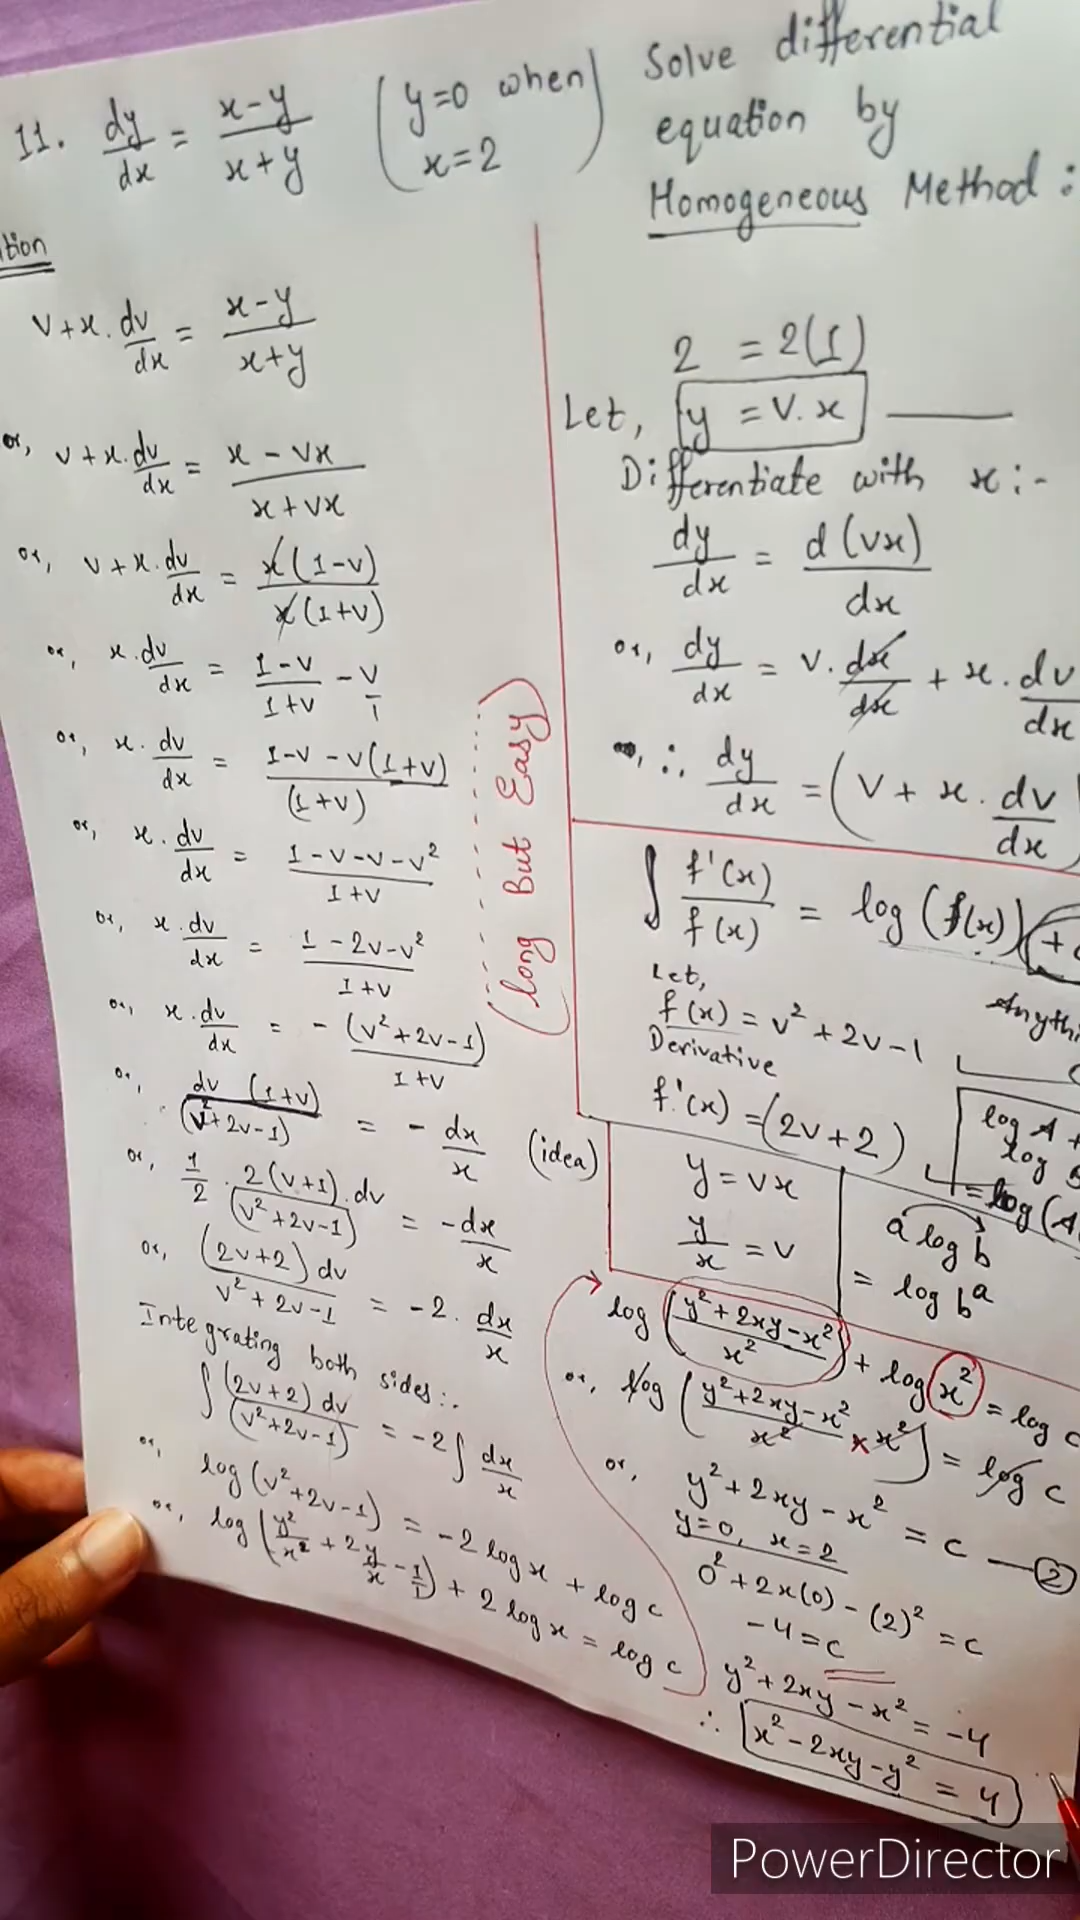 11. dy/dx = x-y/x+y (y=0 when x=2) Solve differential
equation by
Homogeneous Method:
v+x.dv/dx = x-y/x+y
or, v+x.dv/dx = x-vx/x+vx
or, v+x.dv/dx = x(1-v)/x(1+v)
or, x.dv/dx = 1-v/1+v - v/1
or, x.dv/dx = 1-v-v(1+v)/(1+v)
or, x.dv/dx = 1-v-v-v²/1+v
or, x.dv/dx = 1-2v-v²/1+v
or, x.dv/dx = -(v²+2v-1)/1+v
or, dv (1+v)/(v²+2v-1) = -dx/x (idea)
or, 1/2 . 2(v+1).dv/(v²+2v-1) = -dx/x
or, (2v+2) dv/v²+2v-1 = -2. dx/x
Integrating both sides:.
∫(2v+2) dv/(v²+2v-1) = -2∫dx/x
or, log(v²+2v-1) = -2 log x + log c
or, log(y²/x² + 2y/x - 1/1) + 2 log x = log c
(long But Easy)
2 = 2(1)
Let, y = v.x
Differentiate with x:-
dy/dx = d(vx)/dx
or, dy/dx = v.dx/dx + x.dv/dx
∴ dy/dx = (v + x.dv/dx)
∫f'(x)/f(x) = log(f(x))
Let,
f(x) = v²+2v-1
Derivative
f'(x) = (2v+2)
log A +
log
= log (A
y = vx
y/x = v
a log b
= log bᵃ
log (y²+2xy-x²/x²) + log x² = log c
or, log (y²+2xy-x²/x² × x²) = log c
or, y²+2xy-x² = c — ②
y=0, x=2
0²+2x(0)-(2)² = c
-4=c
y²+2xy-x² = -4
∴ x²-2xy-y² = 4
PowerDirector